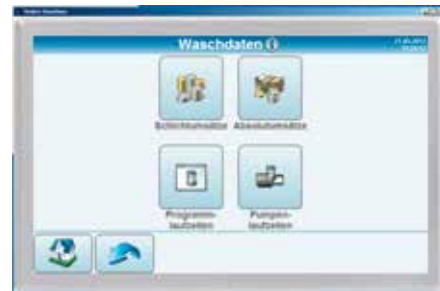 Waschdaten
Schichtumsätze Absolutumsätze
Programm- Pumpen-
laufzeiten laufzeiten